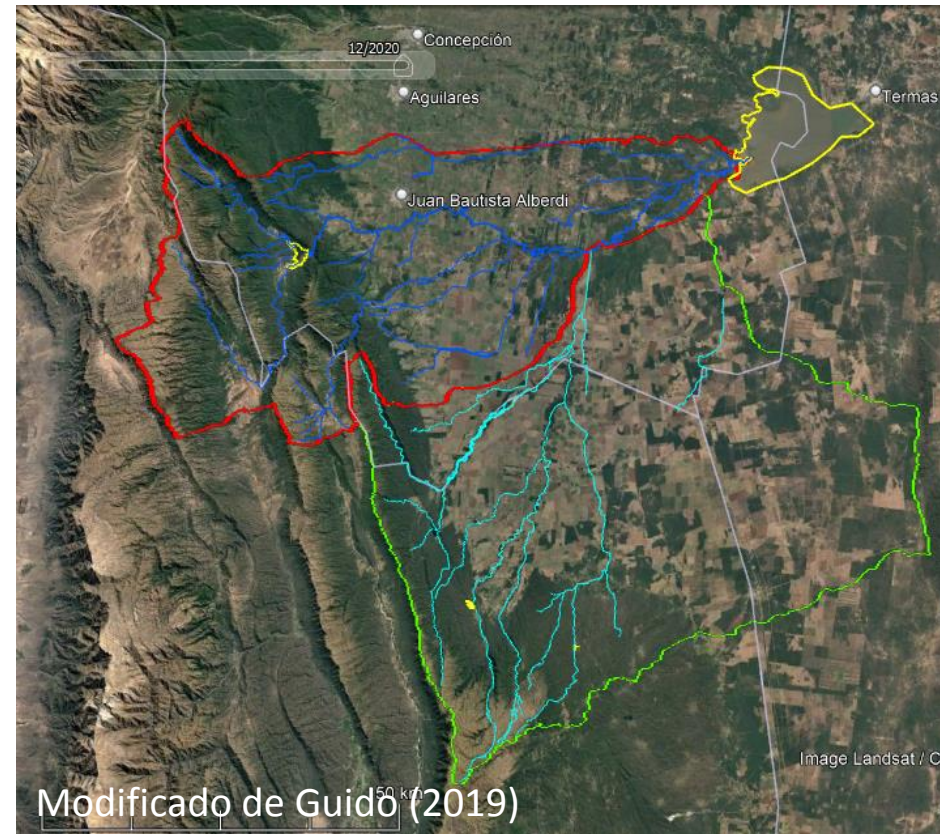 Concepción
12/2020
Aguilares
Termas
Juan Bautista Alberdi
Image Landsat / C
50 km
Modificado de Guido (2019)